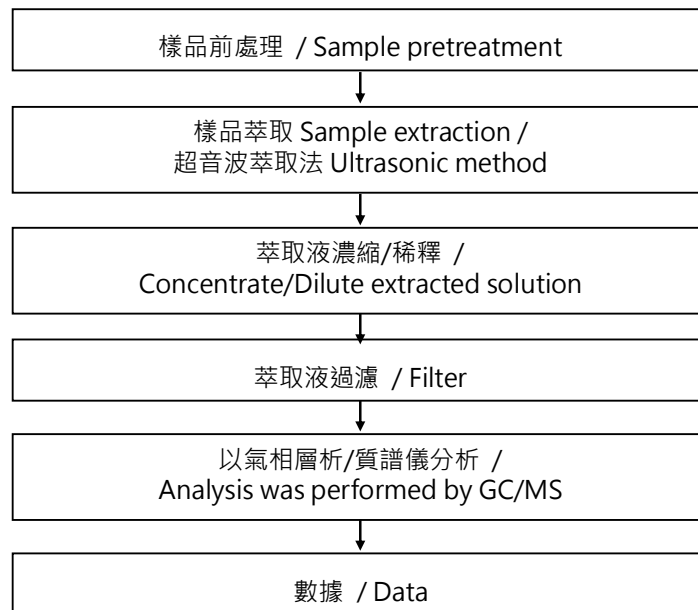 樣品前處理 / Sample pretreatment
樣品萃取 Sample extraction /
超音波萃取法 Ultrasonic method
萃取液濃縮/稀釋 /
Concentrate/Dilute extracted solution
萃取液過濾 / Filter
以氣相層析/質譜儀分析 /
Analysis was performed by GC/MS
數據 / Data